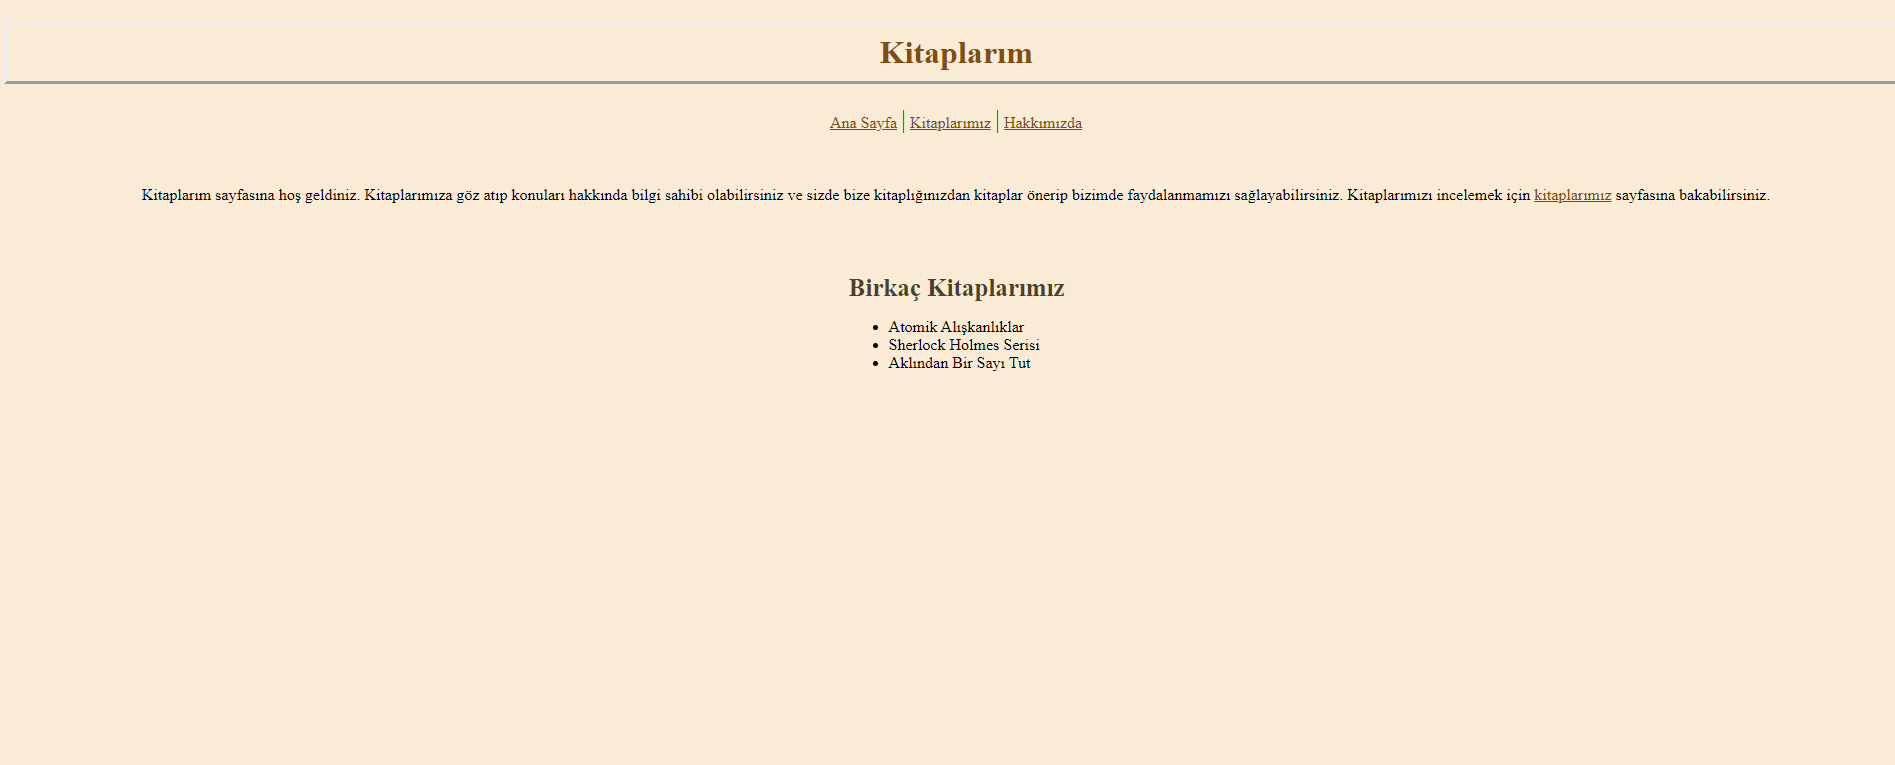 Kitaplarım
Ana Sayfa | Kitaplarımız | Hakkımızda
Kitaplarım sayfasına hoş geldiniz. Kitaplarımıza göz atıp konuları hakkında bilgi sahibi olabilirsiniz ve sizde bize kitaplığınızdan kitaplar önerip bizimde faydalanmamızı sağlayabilirsiniz. Kitaplarımızı incelemek için kitaplarımız sayfasına bakabilirsiniz.
Birkaç Kitaplarımız
• Atomik Alışkanlıklar
• Sherlock Holmes Serisi
• Aklından Bir Sayı Tut